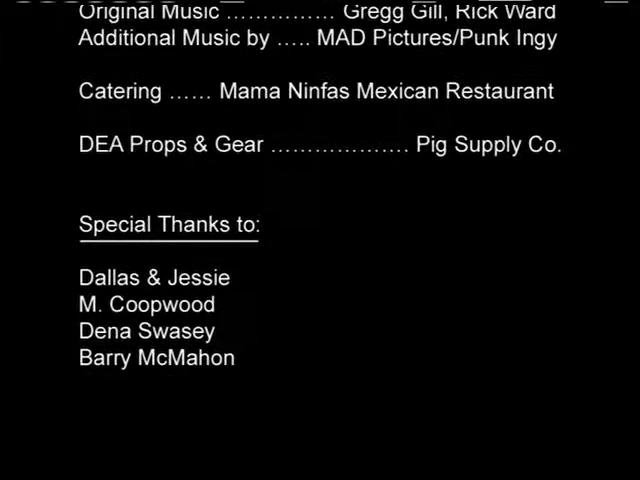 Original Music …………… Gregg Gill, Rick Ward
Additional Music by ….. MAD Pictures/Punk Ingy
Catering …… Mama Ninfas Mexican Restaurant
DEA Props & Gear ………………. Pig Supply Co.
Special Thanks to:
Dallas & Jessie
M. Coopwood
Dena Swasey
Barry McMahon